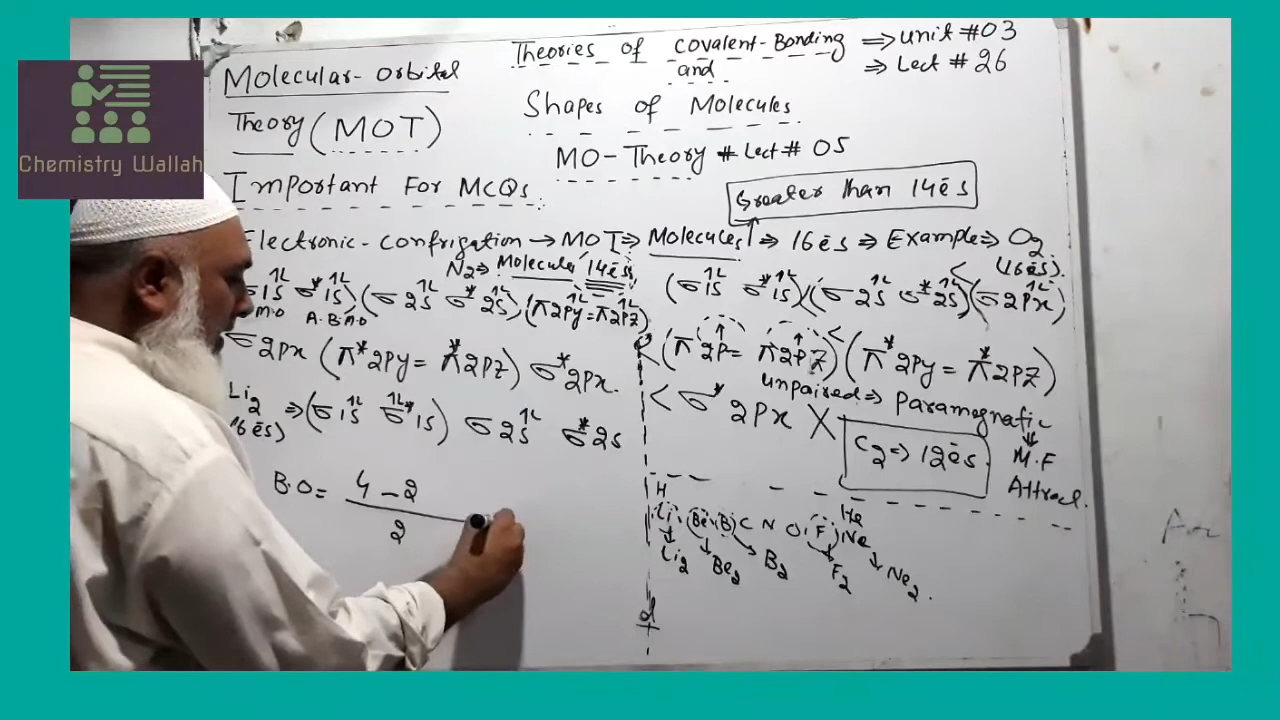 Theories of covalent-Bonding => unit #03
and => Lect # 26
Shapes of Molecules
MO-Theory # Lect # 05
Molecular-orbital
Theory (MOT)
Chemistry Wallah
Important For MCQs
Greater than 14ēs
Electronic-confrigation → MOT => Molecules => 16ēs => Example => O2
(16ēs)
N2 => Molecule 14ēs
σ1s⥮ σ*1s⥮) (σ2s⥮ σ*2s⥮) (π2py⥮ = π2pz⥮)
M.O A.B.M.O
σ2px (π*2py = π*2pz) σ*2px.
Li2
(6ēs) => (σ1s⥮ σ*1s⥮) σ2s⥮ σ*2s
B.O = 4 - 2
2
(σ1s⥮ σ*1s⥮) (σ2s⥮ σ*2s⥮) < (σ2px⥮)
< (π2p↑ = π2pz↑) < (π*2py = π*2pz)
unpaired => paramegnatic
< σ*2px X
C2 => 12ēs.
M.F
Attract.
H He
Li Be B C N O F Ne
Li2 Be2 B2 F2 Ne2.